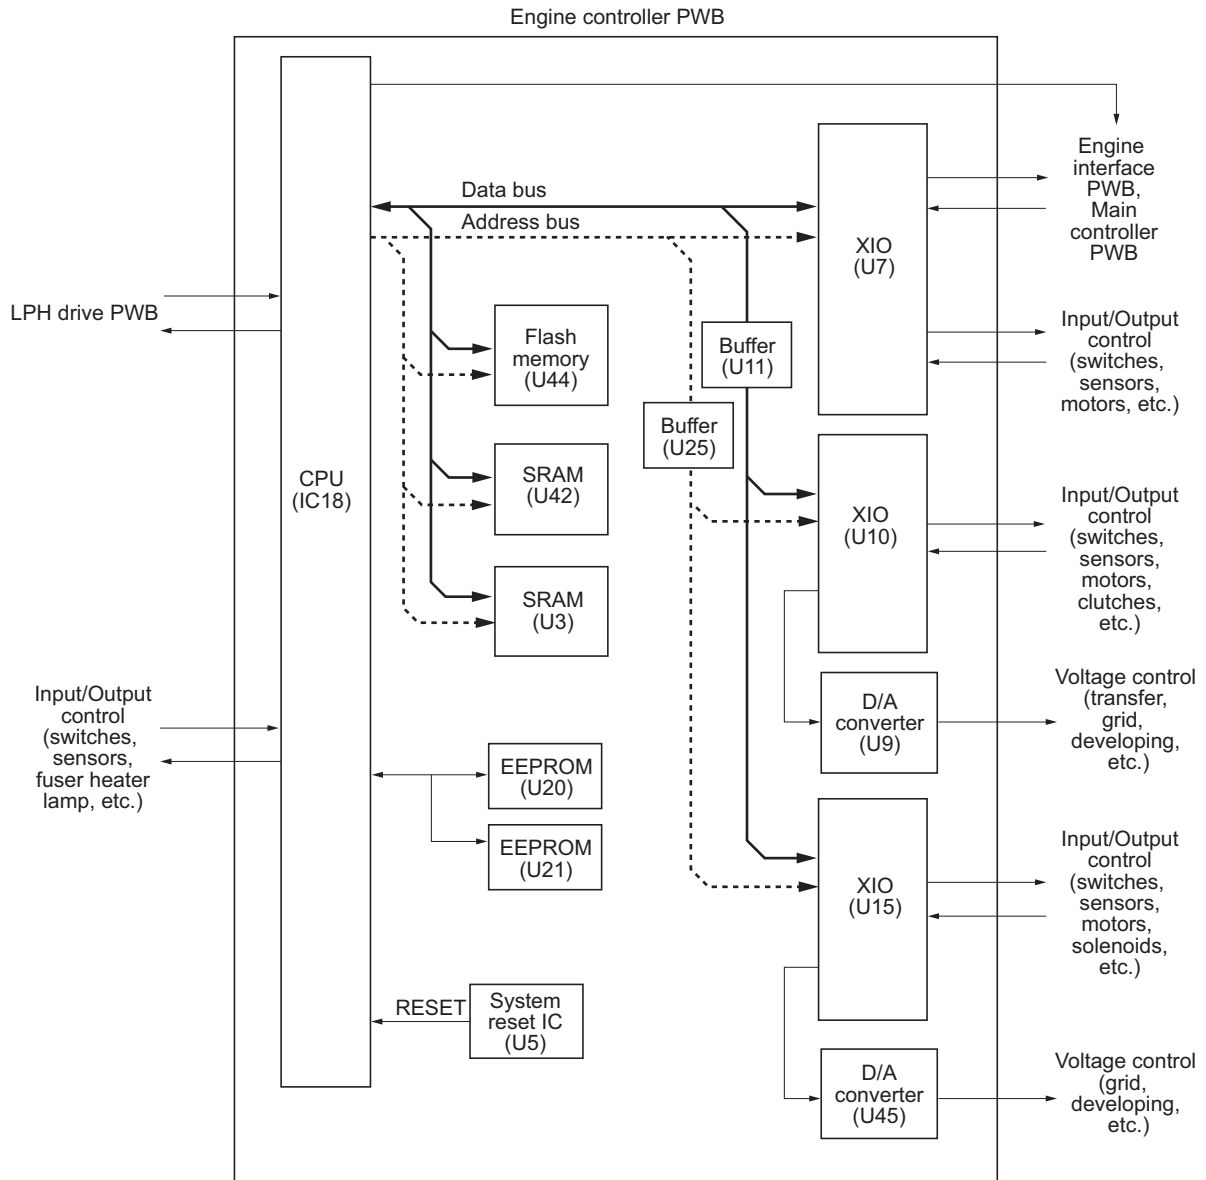 Engine controller PWB
CPU
(IC18)
Data bus
Address bus
XIO
(U7)
Engine
interface
PWB,
Main
controller
PWB
LPH drive PWB
Flash
memory
(U44)
Buffer
(U11)
Input/Output
control
(switches,
sensors,
motors, etc.)
Buffer
(U25)
SRAM
(U42)
XIO
(U10)
Input/Output
control
(switches,
sensors,
motors,
clutches,
etc.)
SRAM
(U3)
Input/Output
control
(switches,
sensors,
fuser heater
lamp, etc.)
D/A
converter
(U9)
Voltage control
(transfer,
grid,
developing,
etc.)
EEPROM
(U20)
EEPROM
(U21)
XIO
(U15)
Input/Output
control
(switches,
sensors,
motors,
solenoids,
etc.)
RESET
System
reset IC
(U5)
D/A
converter
(U45)
Voltage control
(grid,
developing,
etc.)